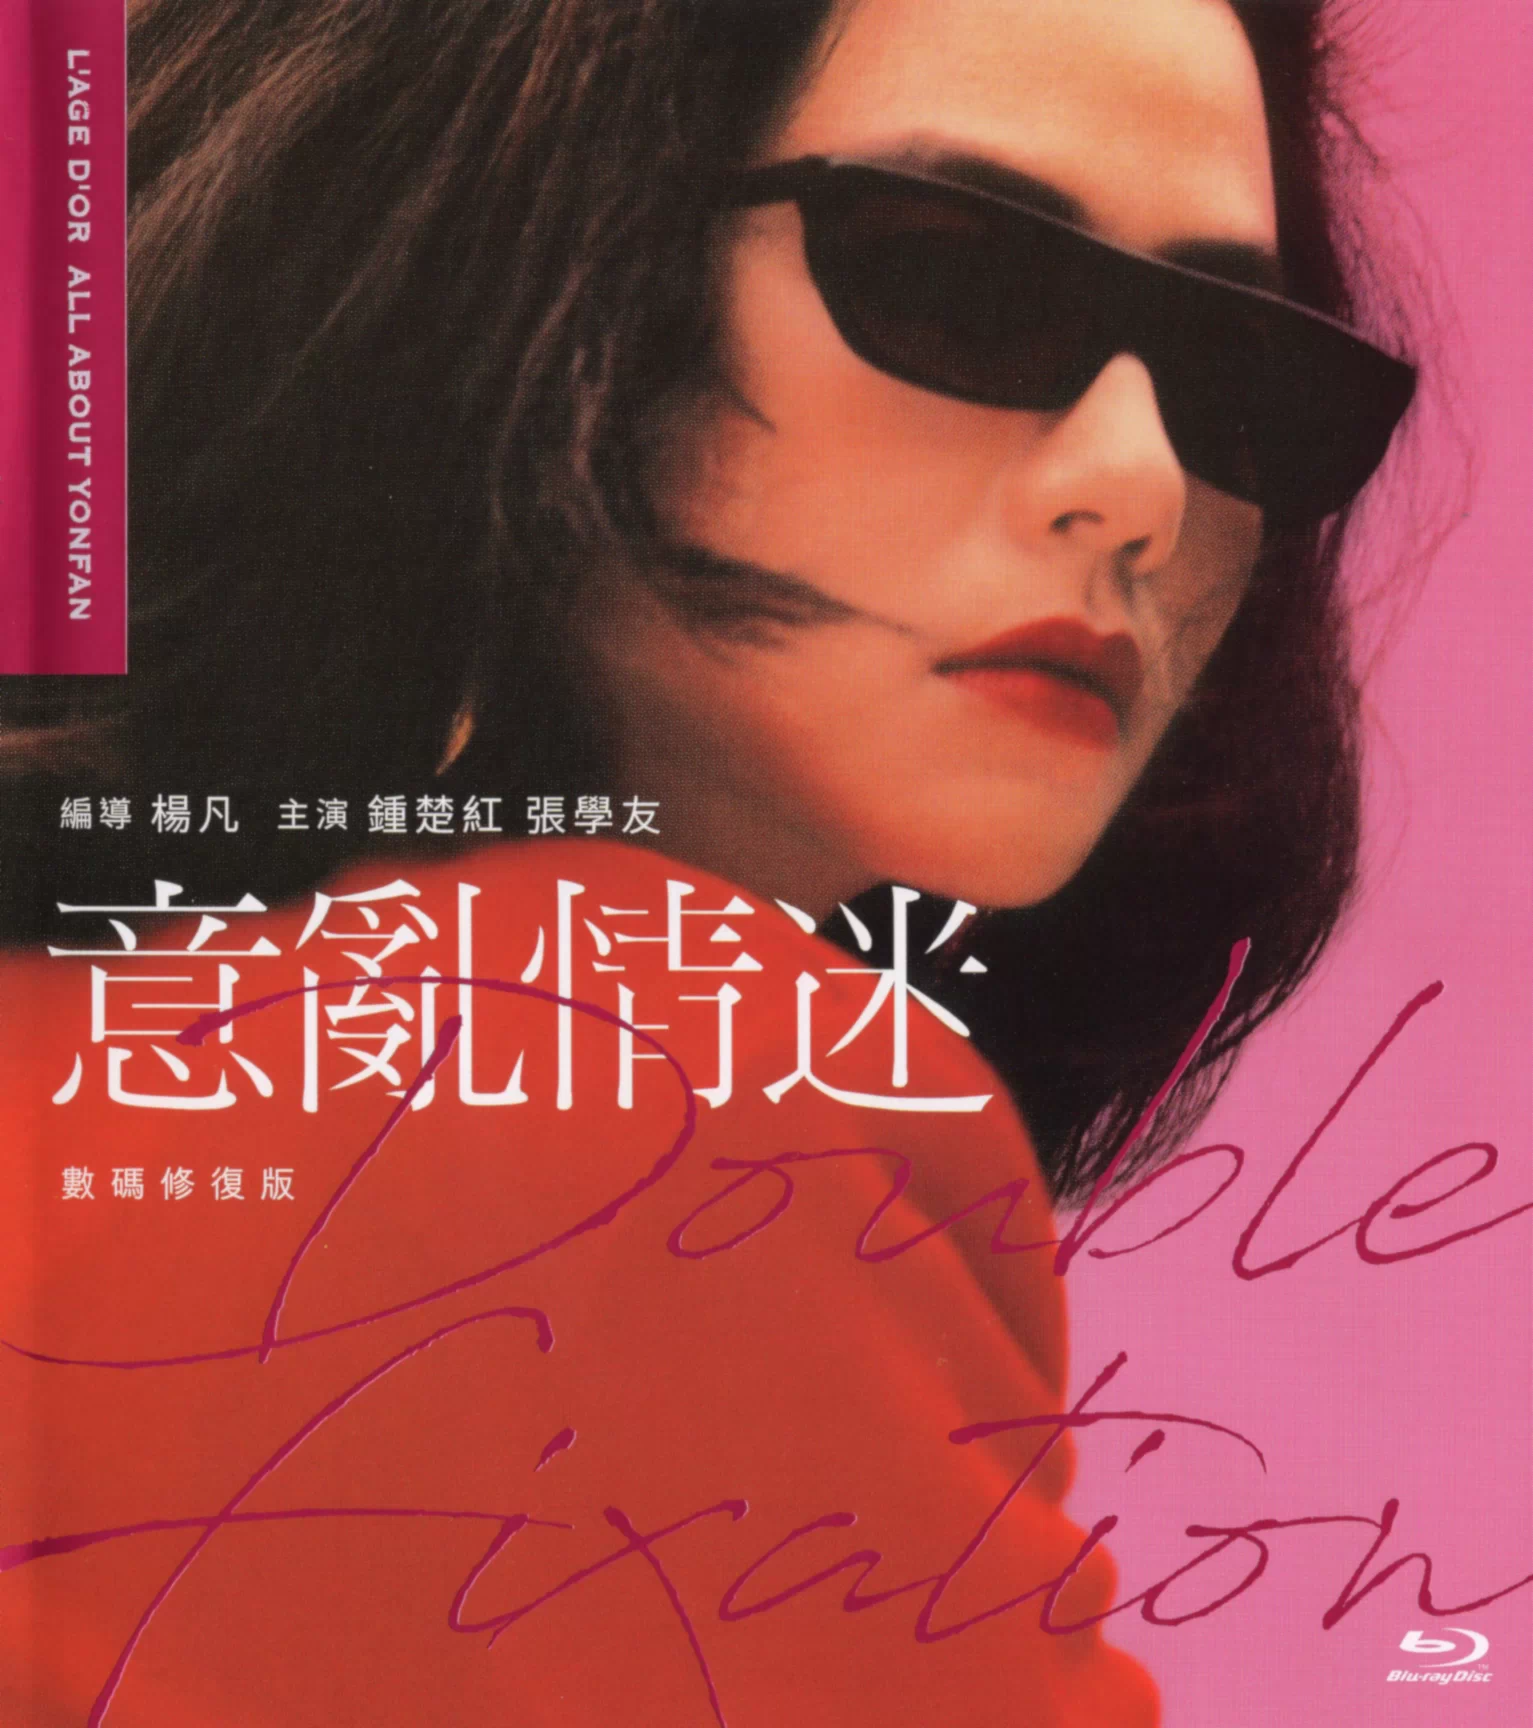 L'AGE D'OR ALL ABOUT YONFAN
編導 楊凡 主演 鍾楚紅 張學友
意亂情迷
Double
Fixation
數碼修復版
Blu-ray Disc™